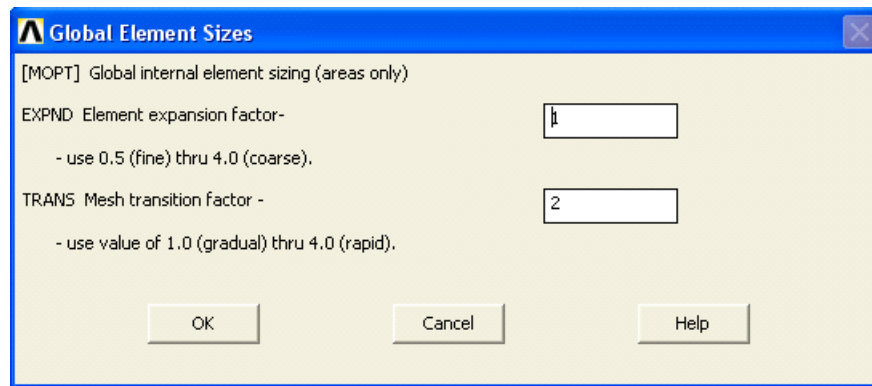 Global Element Sizes
[MOPT] Global internal element sizing (areas only)
EXPND Element expansion factor- 1
- use 0.5 (fine) thru 4.0 (coarse).
TRANS Mesh transition factor - 2
- use value of 1.0 (gradual) thru 4.0 (rapid).
OK Cancel Help